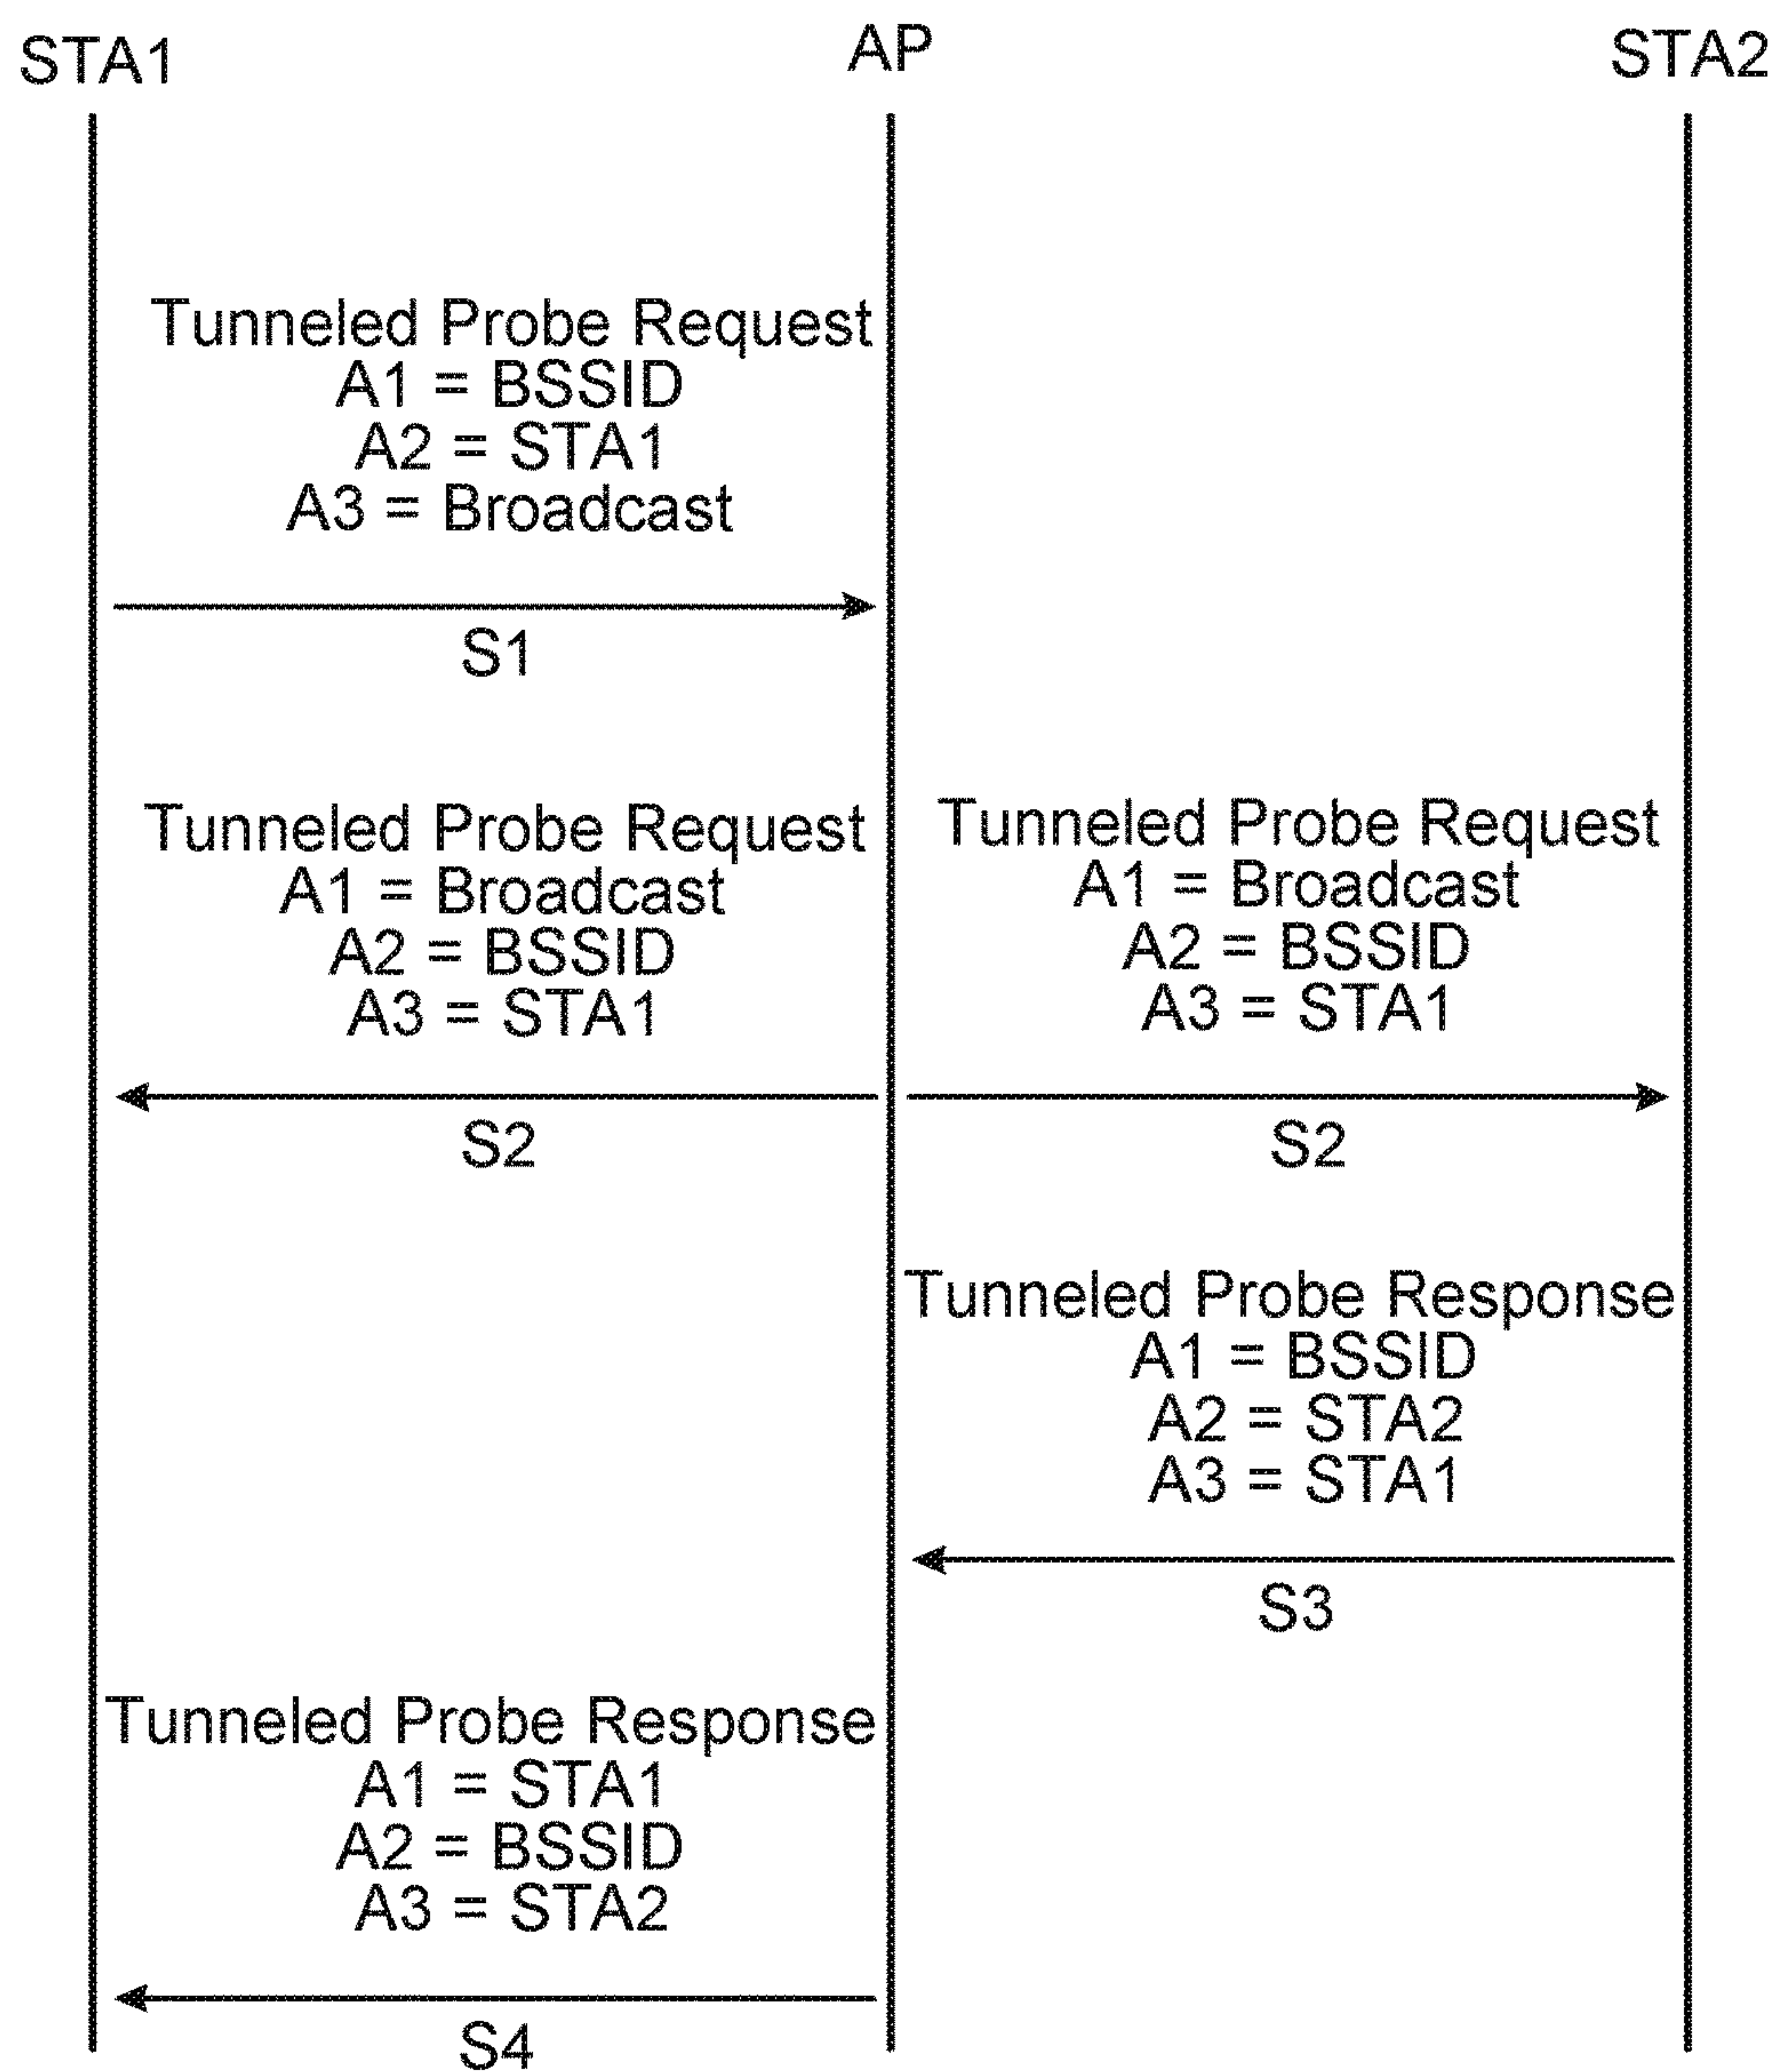 STA1
AP
STA2
Tunneled Probe Request
A1 = BSSID
A2 = STA1
A3 = Broadcast
S1
Tunneled Probe Request
A1 = Broadcast
A2 = BSSID
A3 = STA1
S2
Tunneled Probe Request
A1 = Broadcast
A2 = BSSID
A3 = STA1
S2
Tunneled Probe Response
A1 = BSSID
A2 = STA2
A3 = STA1
S3
Tunneled Probe Response
A1 = STA1
A2 = BSSID
A3 = STA2
S4